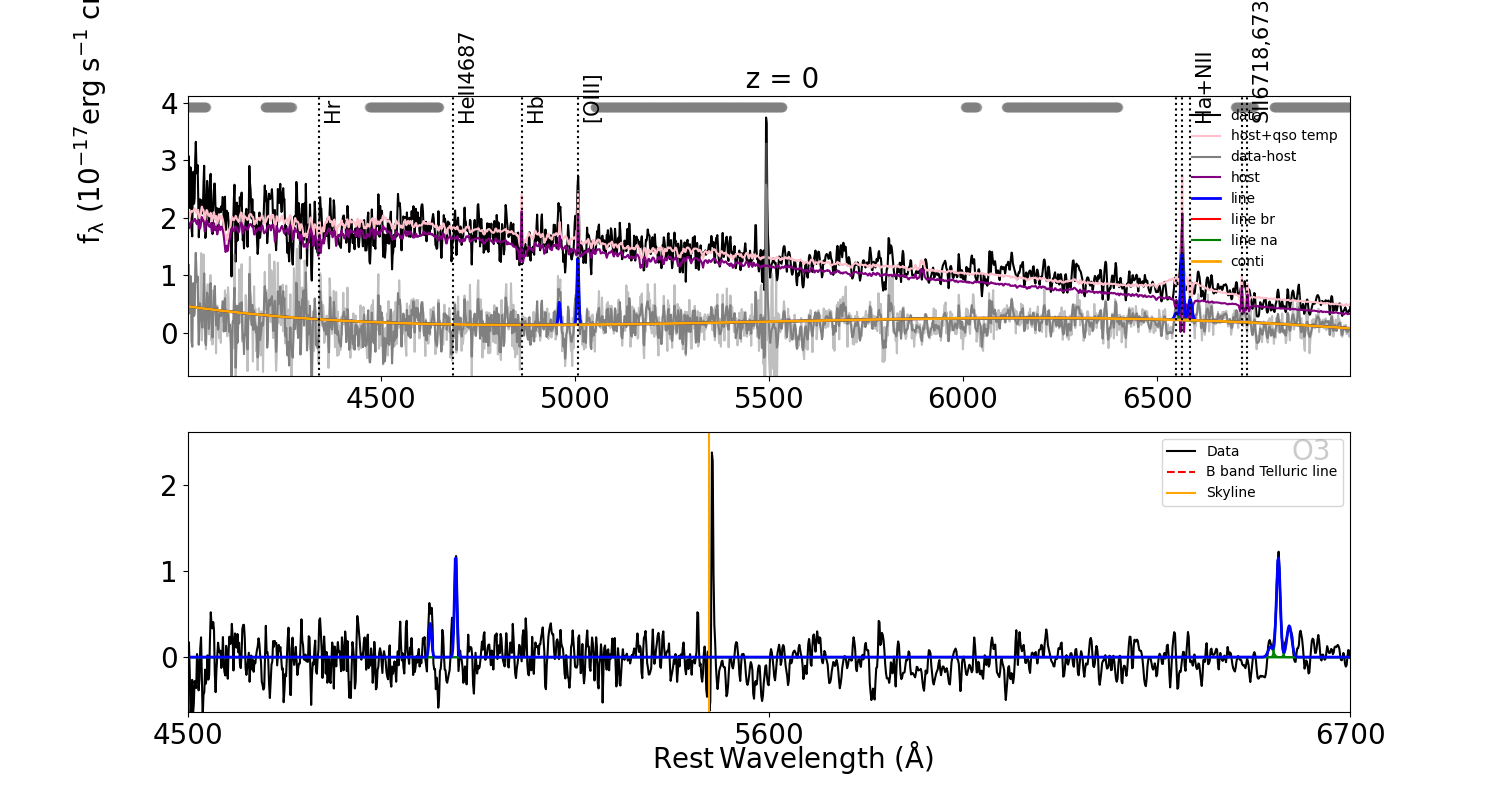 z = 0
f_λ (10^−17 erg s^−1 c
Hr
HeII4687
Hb
[OIII]
Ha+NII
SII6718,673
data
host+qso temp
data-host
host
line
line br
line na
conti
4
3
2
1
0
4500 5000 5500 6000 6500
O3
Data
B band Telluric line
Skyline
2
1
0
4500 5600 6700
Rest Wavelength (Å)